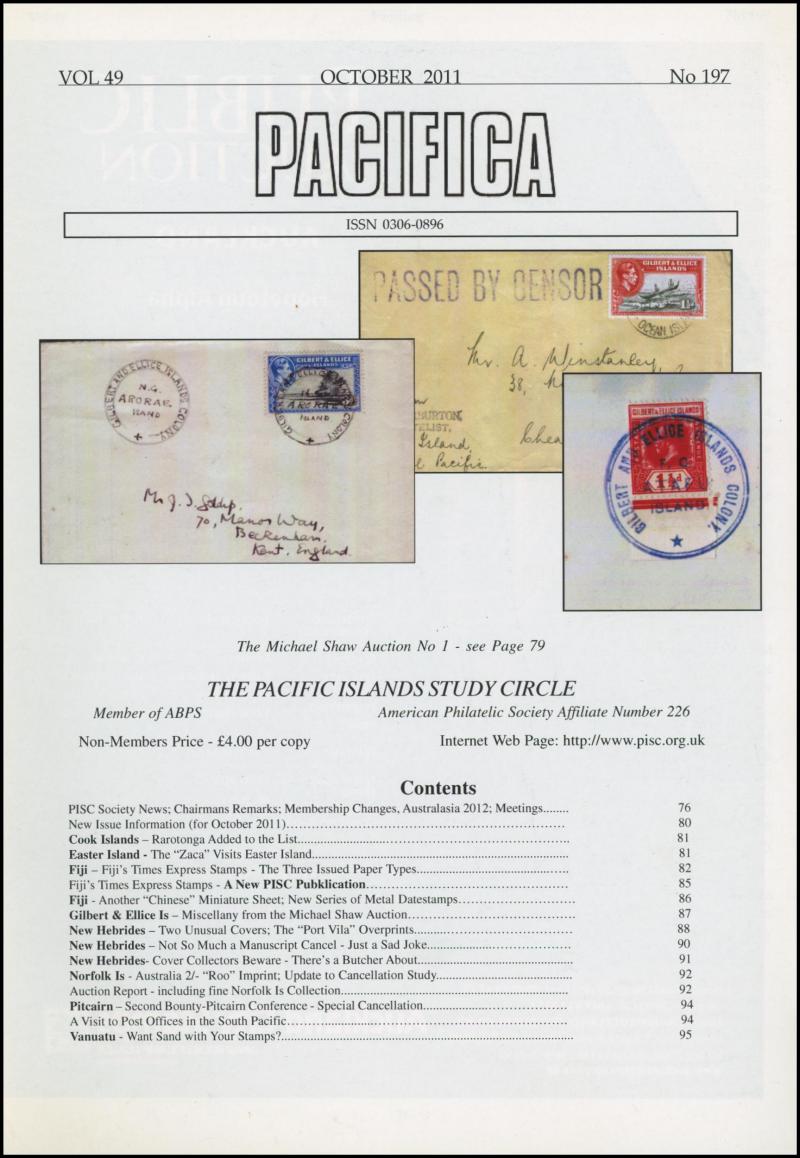 VOL 49 OCTOBER 2011 No 197
PACIFICA
ISSN 0306-0896
PASSED BY CENSOR
GILBERT & ELLICE
ISLANDS
OCEAN ISL
Mr. A. Winstanley,
38,
BURTON
Island,
Pacific.
Chea
GILBERT AND ELLICE ISLANDS COLONY
N.G.
ARORAE
ISLAND
GILBERT & ELLICE
ISLANDS
ARORAE
ISLAND
Mr J. J.
70, Manor Way,
Beckenham.
Kent. England.
GILBERT & ELLICE ISLANDS
GILBERT AND ELLICE ISLANDS COLONY.
1½d
ISLAND
The Michael Shaw Auction No 1 - see Page 79
THE PACIFIC ISLANDS STUDY CIRCLE
Member of ABPS American Philatelic Society Affiliate Number 226
Non-Members Price - £4.00 per copy Internet Web Page: http://www.pisc.org.uk
Contents
PISC Society News; Chairmans Remarks; Membership Changes, Australasia 2012; Meetings........ 76
New Issue Information (for October 2011)........ 80
Cook Islands – Rarotonga Added to the List........ 81
Easter Island - The “Zaca” Visits Easter Island........ 81
Fiji – Fiji's Times Express Stamps - The Three Issued Paper Types........ 82
Fiji's Times Express Stamps - A New PISC Pubklication........ 85
Fiji - Another “Chinese” Miniature Sheet; New Series of Metal Datestamps........ 86
Gilbert & Ellice Is – Miscellany from the Michael Shaw Auction........ 87
New Hebrides – Two Unusual Covers; The “Port Vila” Overprints........ 88
New Hebrides – Not So Much a Manuscript Cancel - Just a Sad Joke........ 90
New Hebrides- Cover Collectors Beware - There's a Butcher About........ 91
Norfolk Is - Australia 2/- “Roo” Imprint; Update to Cancellation Study........ 92
Auction Report - including fine Norfolk Is Collection........ 92
Pitcairn – Second Bounty-Pitcairn Conference - Special Cancellation........ 94
A Visit to Post Offices in the South Pacific........ 94
Vanuatu - Want Sand with Your Stamps?........ 95